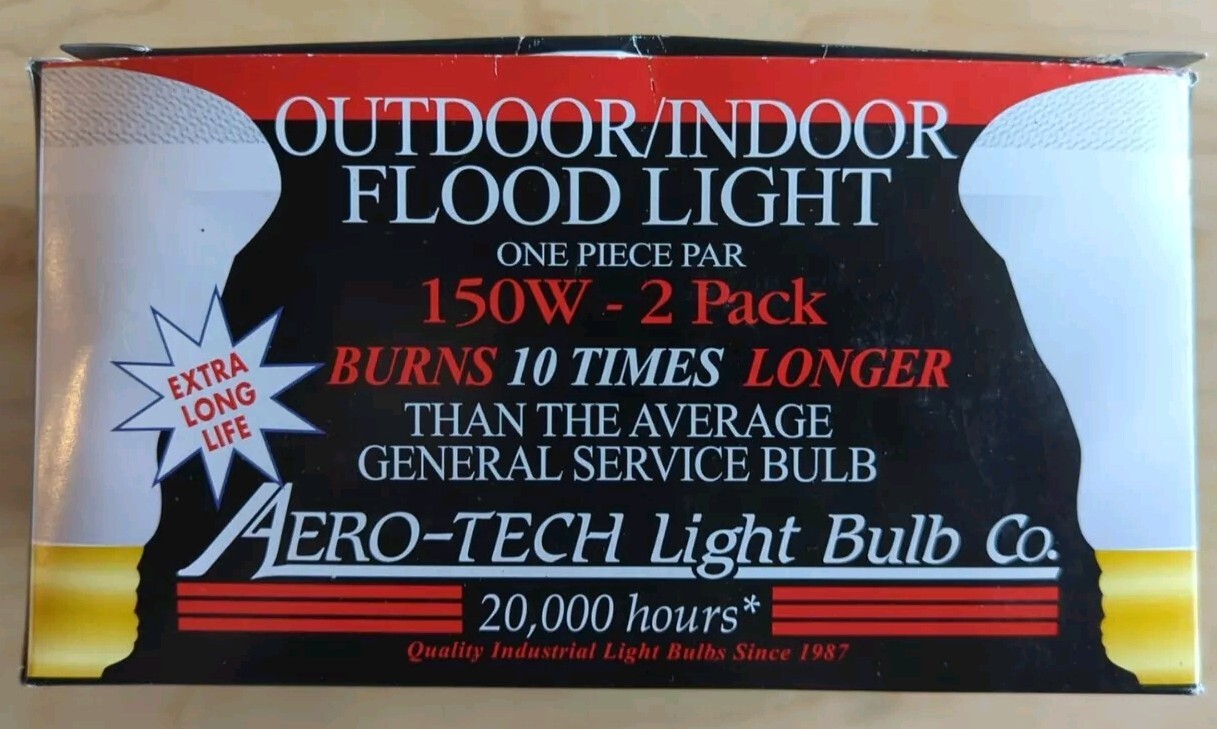 OUTDOOR/INDOOR
FLOOD LIGHT
ONE PIECE PAR
150W - 2 Pack
BURNS 10 TIMES LONGER
THAN THE AVERAGE
GENERAL SERVICE BULB
EXTRA
LONG
LIFE
AERO-TECH Light Bulb Co.
20,000 hours*
Quality Industrial Light Bulbs Since 1987